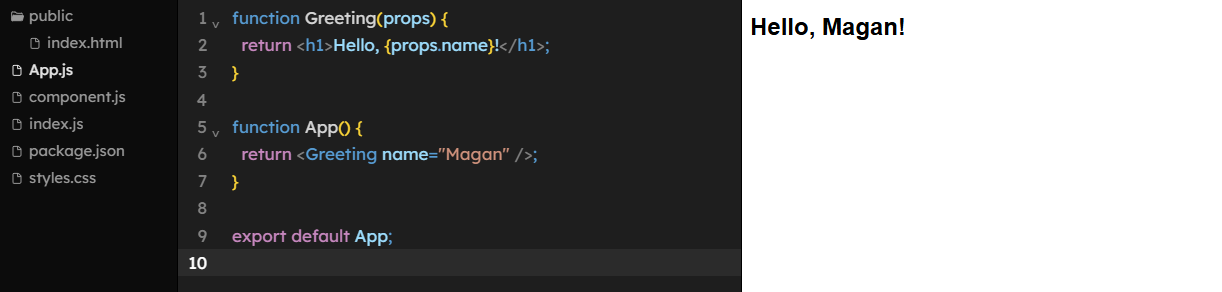 public
index.html
App.js
component.js
index.js
package.json
styles.css
1 function Greeting(props) {
2 return <h1>Hello, {props.name}!</h1>;
3 }
4
5 function App() {
6 return <Greeting name="Magan" />;
7 }
8
9 export default App;
10
Hello, Magan!